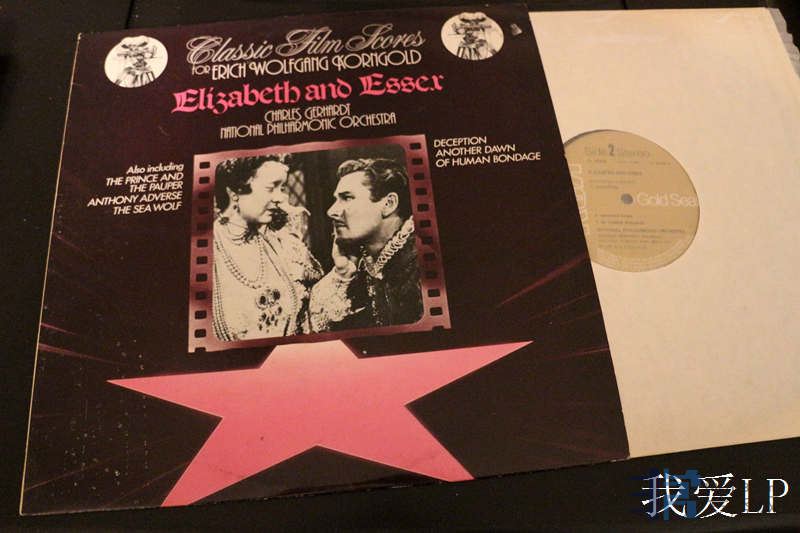 Classic Film Scores
FOR ERICH WOLFGANG KORNGOLD
Elizabeth and Essex
CHARLES GERHARDT
NATIONAL PHILHARMONIC ORCHESTRA
Also including
THE PRINCE AND
THE PAUPER
ANTHONY ADVERSE
THE SEA WOLF
DECEPTION
ANOTHER DAWN
OF HUMAN BONDAGE
Side 2 Stereo
Gold Seal
我爱LP